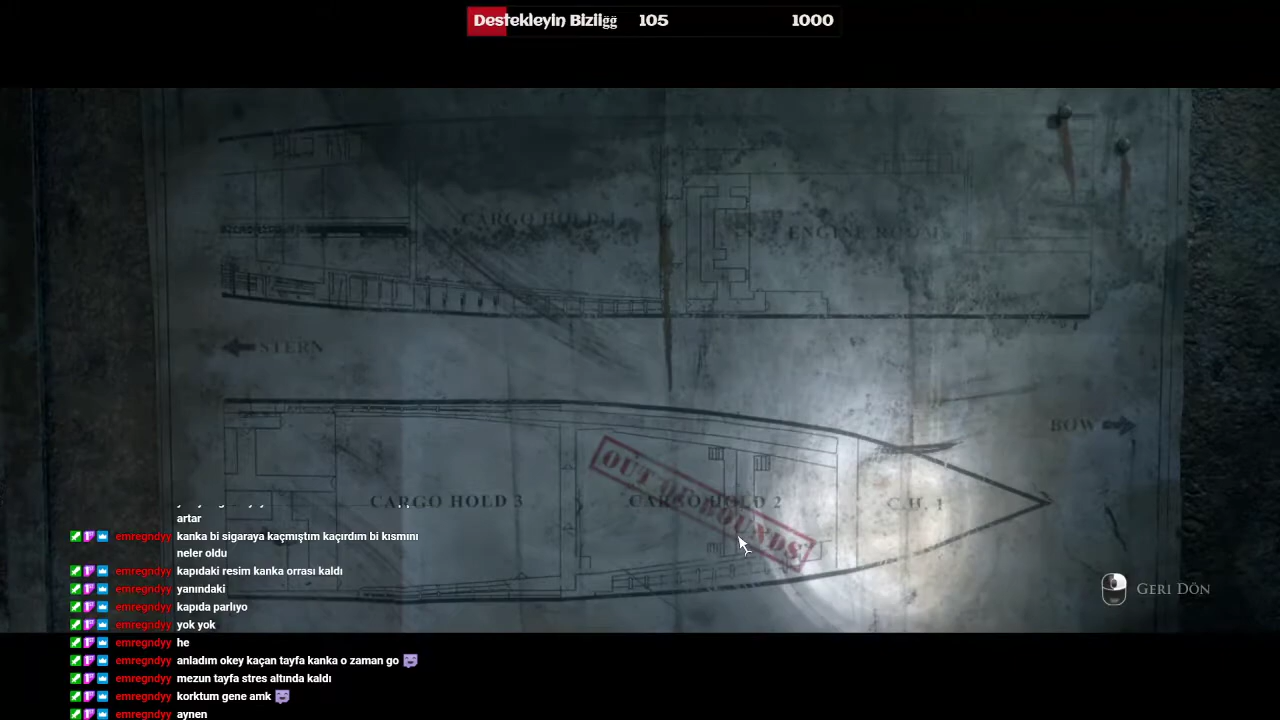 Destekleyin Bizi!gg 105 1000
CARGO HOLD 4
ENGINE ROOM
STERN
BOW
OUT OF BOUNDS
CARGO HOLD 3
CARGO HOLD 2
C.H. 1
GERI DÖN
artar
emregndyy kanka bi sigaraya kaçmıştım kaçırdım bi kısmını
neler oldu
emregndyy kapıdaki resim kanka orrası kaldı
emregndyy yanındaki
emregndyy kapıda parlıyo
emregndyy yok yok
emregndyy he
emregndyy anladım okey kaçan tayfa kanka o zaman go
emregndyy mezun tayfa stres altında kaldı
emregndyy korktum gene amk
emregndyy aynen